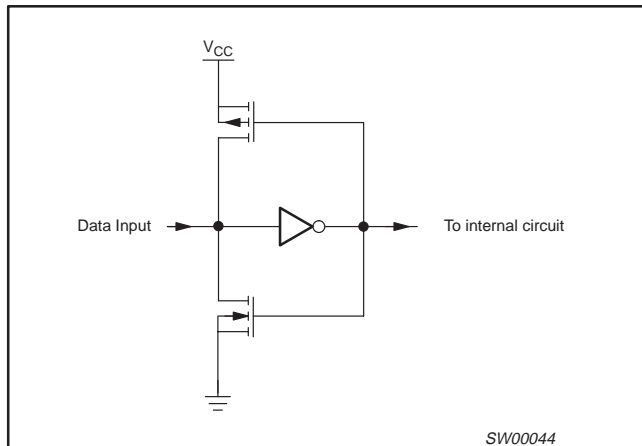 VCC
Data Input
To internal circuit
SW00044